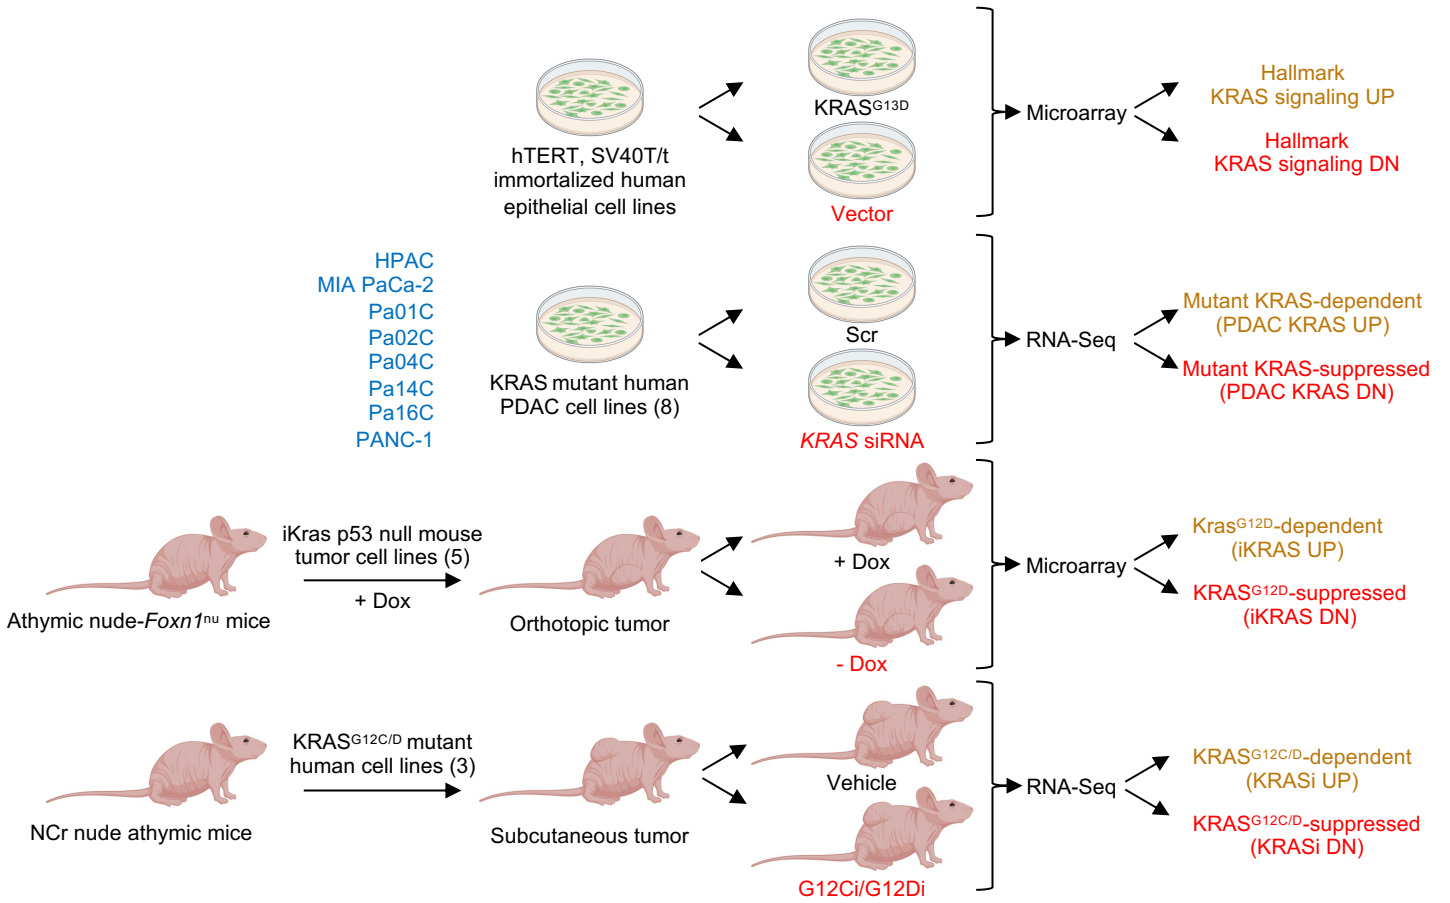 hTERT, SV40T/t
immortalized human
epithelial cell lines
KRASG13D
Vector
Microarray
Hallmark
KRAS signaling UP
Hallmark
KRAS signaling DN
HPAC
MIA PaCa-2
Pa01C
Pa02C
Pa04C
Pa14C
Pa16C
PANC-1
KRAS mutant human
PDAC cell lines (8)
Scr
KRAS siRNA
RNA-Seq
Mutant KRAS-dependent
(PDAC KRAS UP)
Mutant KRAS-suppressed
(PDAC KRAS DN)
Athymic nude-Foxn1nu mice
iKras p53 null mouse
tumor cell lines (5)
+ Dox
Orthotopic tumor
+ Dox
- Dox
Microarray
KrasG12D-dependent
(iKRAS UP)
KRASG12D-suppressed
(iKRAS DN)
NCr nude athymic mice
KRASG12C/D mutant
human cell lines (3)
Subcutaneous tumor
Vehicle
G12Ci/G12Di
RNA-Seq
KRASG12C/D-dependent
(KRASi UP)
KRASG12C/D-suppressed
(KRASi DN)